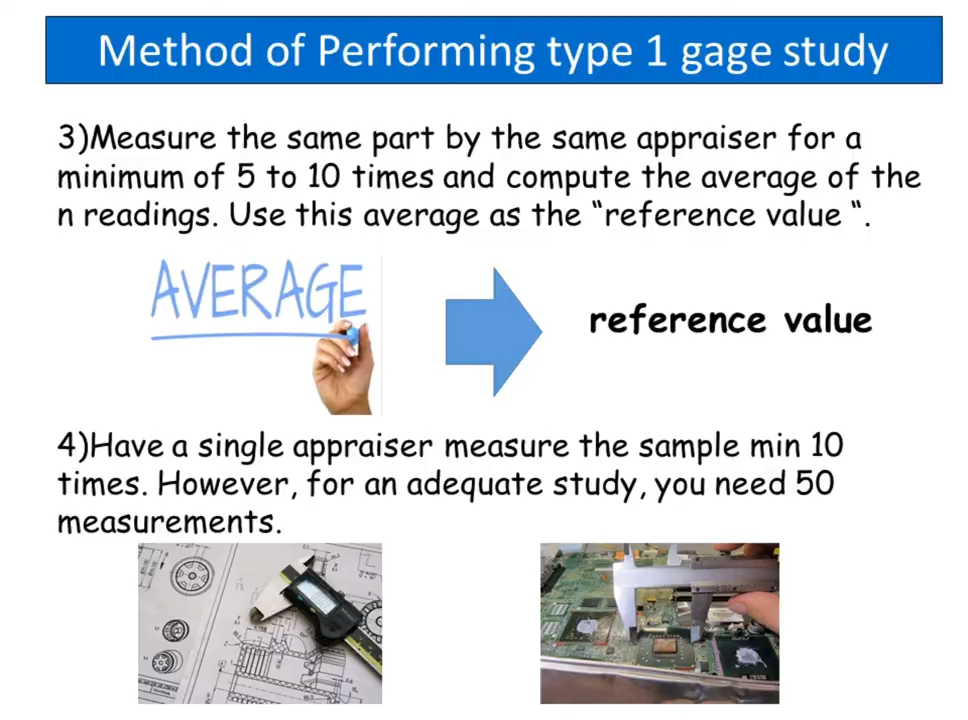 Method of Performing type 1 gage study
3)Measure the same part by the same appraiser for a
minimum of 5 to 10 times and compute the average of the
n readings. Use this average as the “reference value “.
AVERAGE
reference value
4)Have a single appraiser measure the sample min 10
times. However, for an adequate study, you need 50
measurements.